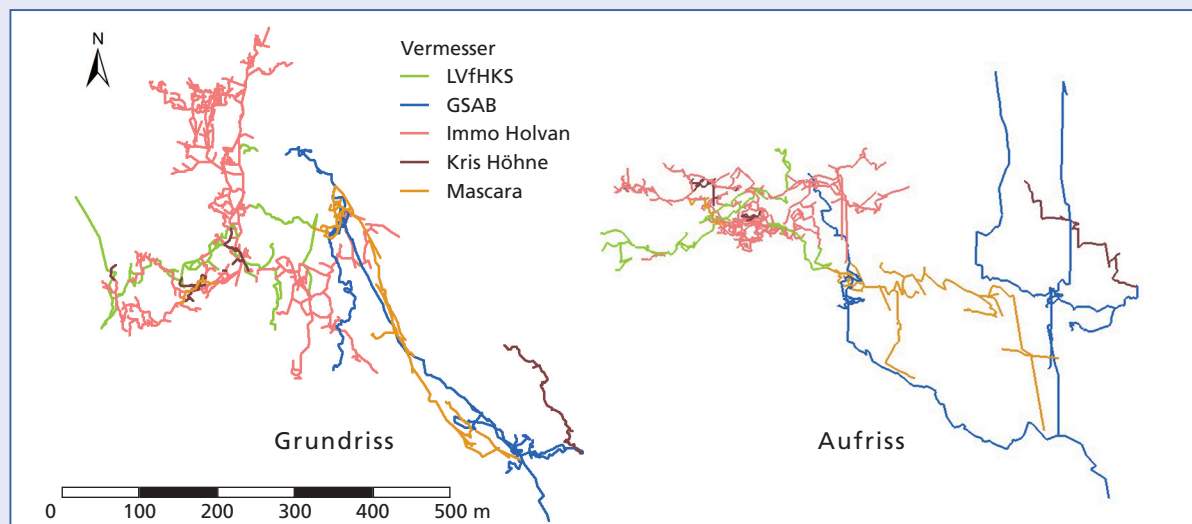 N
Vermesser
LVfHKS
GSAB
Immo Holvan
Kris Höhne
Mascara
Grundriss
Aufriss
0 100 200 300 400 500 m